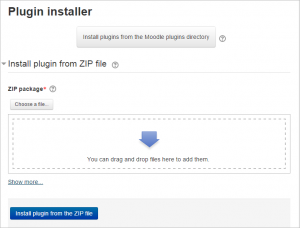 Plugin installer
Install plugins from the Moodle plugins directory
Install plugin from ZIP file
ZIP package*
Choose a file...
You can drag and drop files here to add them.
Show more...
Install plugin from the ZIP file